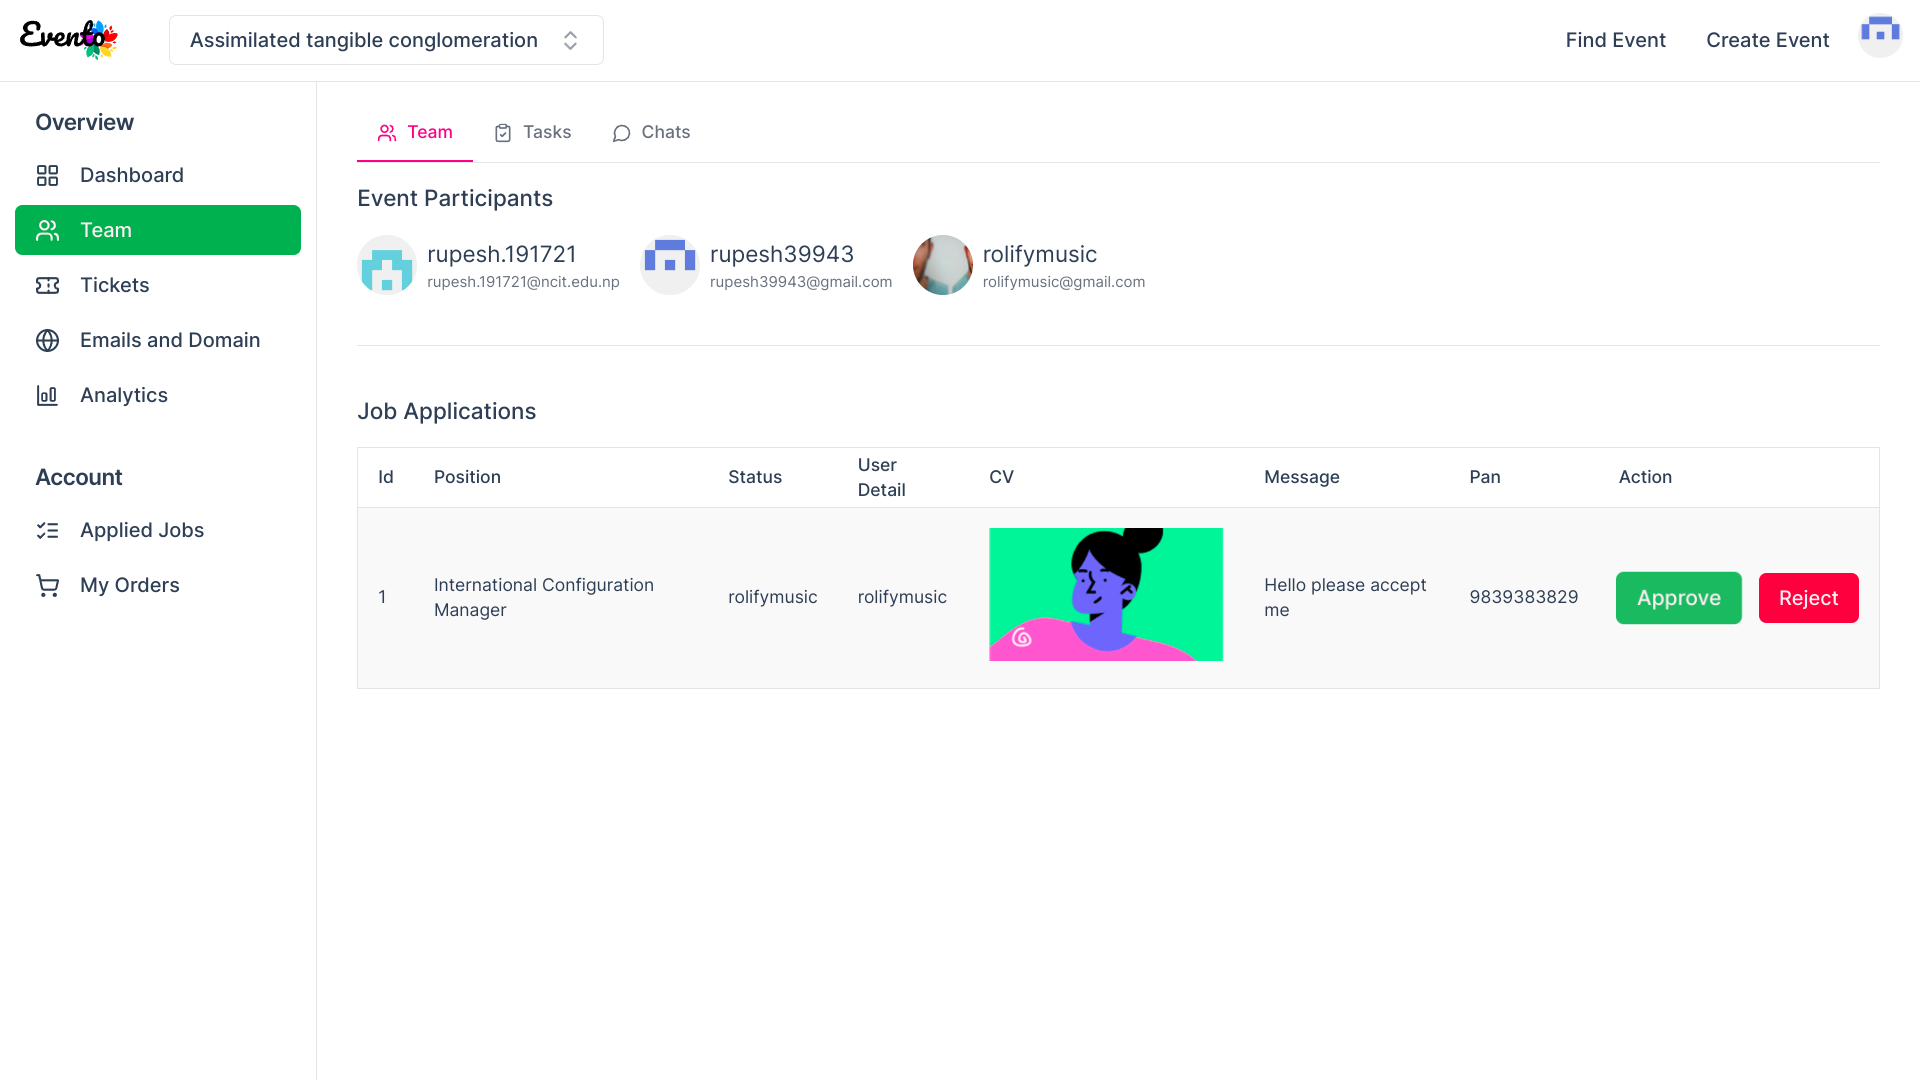 Evento
Assimilated tangible conglomeration
Find Event
Create Event
Overview
Dashboard
Team
Tickets
Emails and Domain
Analytics
Account
Applied Jobs
My Orders
Team
Tasks
Chats
Event Participants
rupesh.191721
rupesh.191721@ncit.edu.np
rupesh39943
rupesh39943@gmail.com
rolifymusic
rolifymusic@gmail.com
Job Applications
Id
Position
Status
User
Detail
CV
Message
Pan
Action
1
International Configuration
Manager
rolifymusic
rolifymusic
Hello please accept
me
9839383829
Approve
Reject